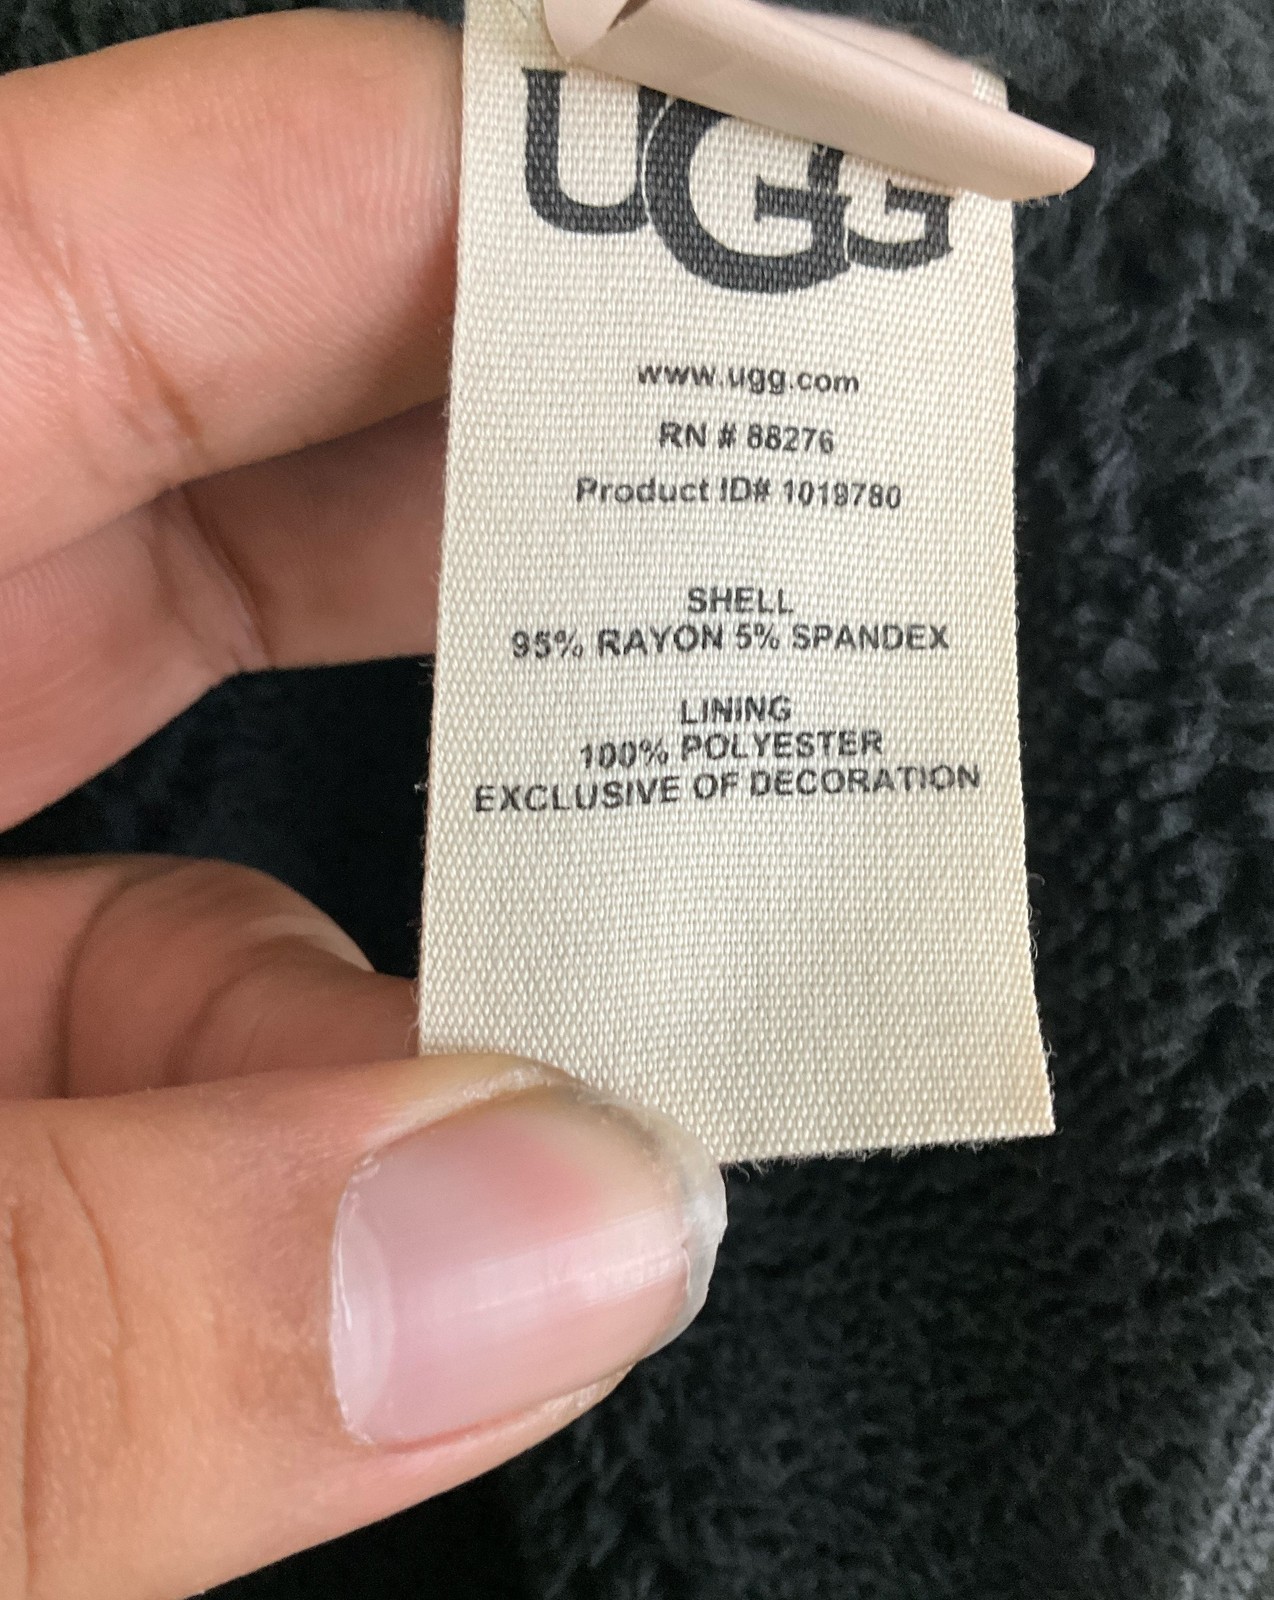 UGG
www.ugg.com
RN # 88276
Product ID# 1019780
SHELL
95% RAYON 5% SPANDEX
LINING
100% POLYESTER
EXCLUSIVE OF DECORATION